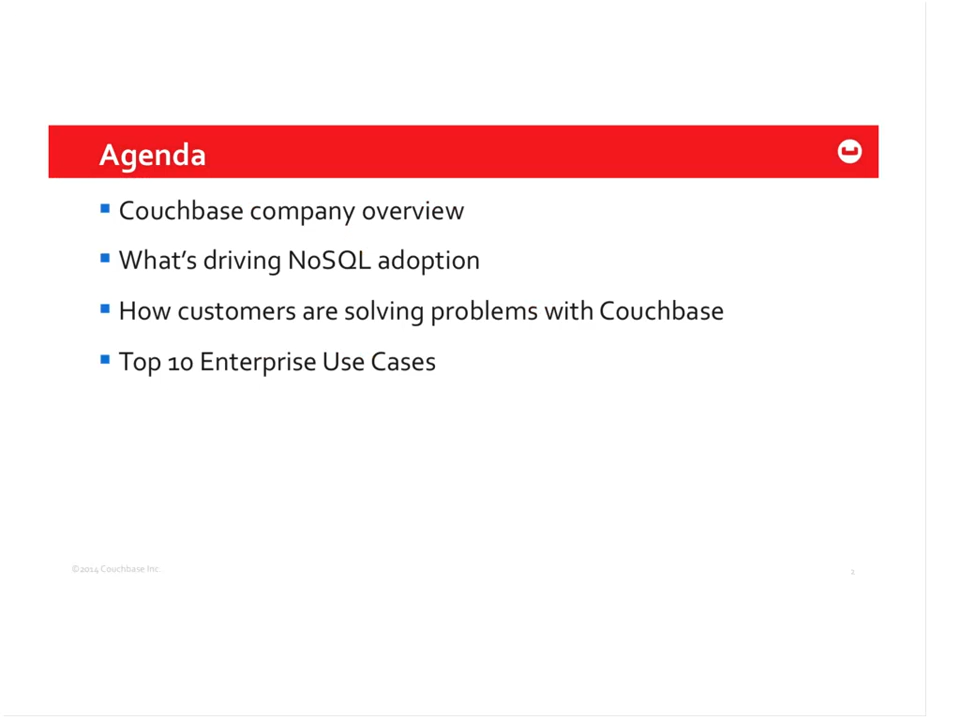 Agenda
Couchbase company overview
What's driving NoSQL adoption
How customers are solving problems with Couchbase
Top 10 Enterprise Use Cases
©2014 Couchbase Inc.